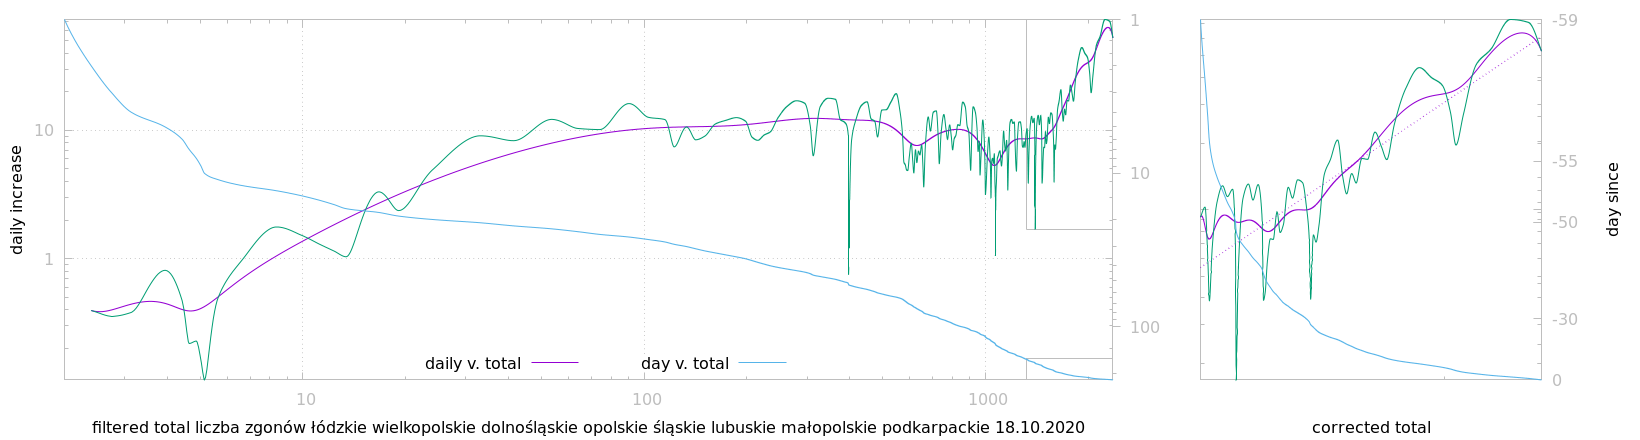 1
-59
10
10
-55
daily increase
-50
day since
1
100
-30
daily v. total
day v. total
0
10
100
1000
filtered total liczba zgonów łódzkie wielkopolskie dolnośląskie opolskie śląskie lubuskie małopolskie podkarpackie 18.10.2020
corrected total